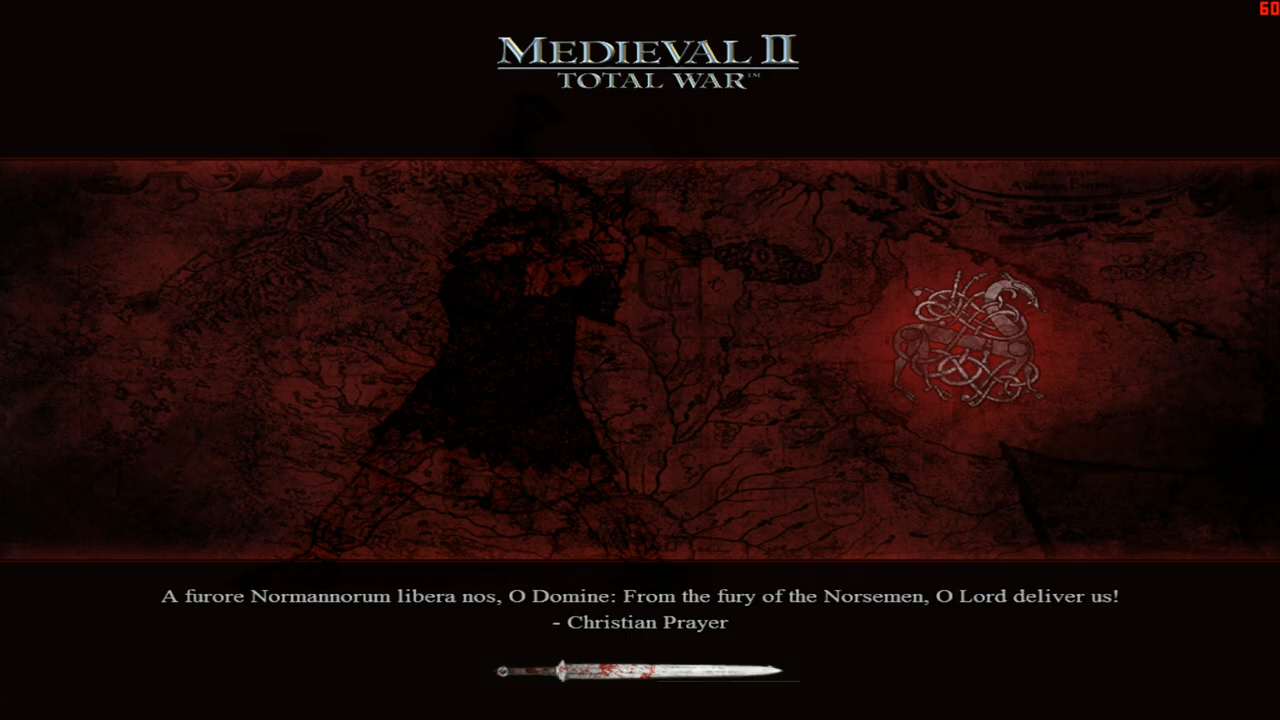 60
MEDIEVAL II
TOTAL WAR™
A furore Normannorum libera nos, O Domine: From the fury of the Norsemen, O Lord deliver us!
- Christian Prayer